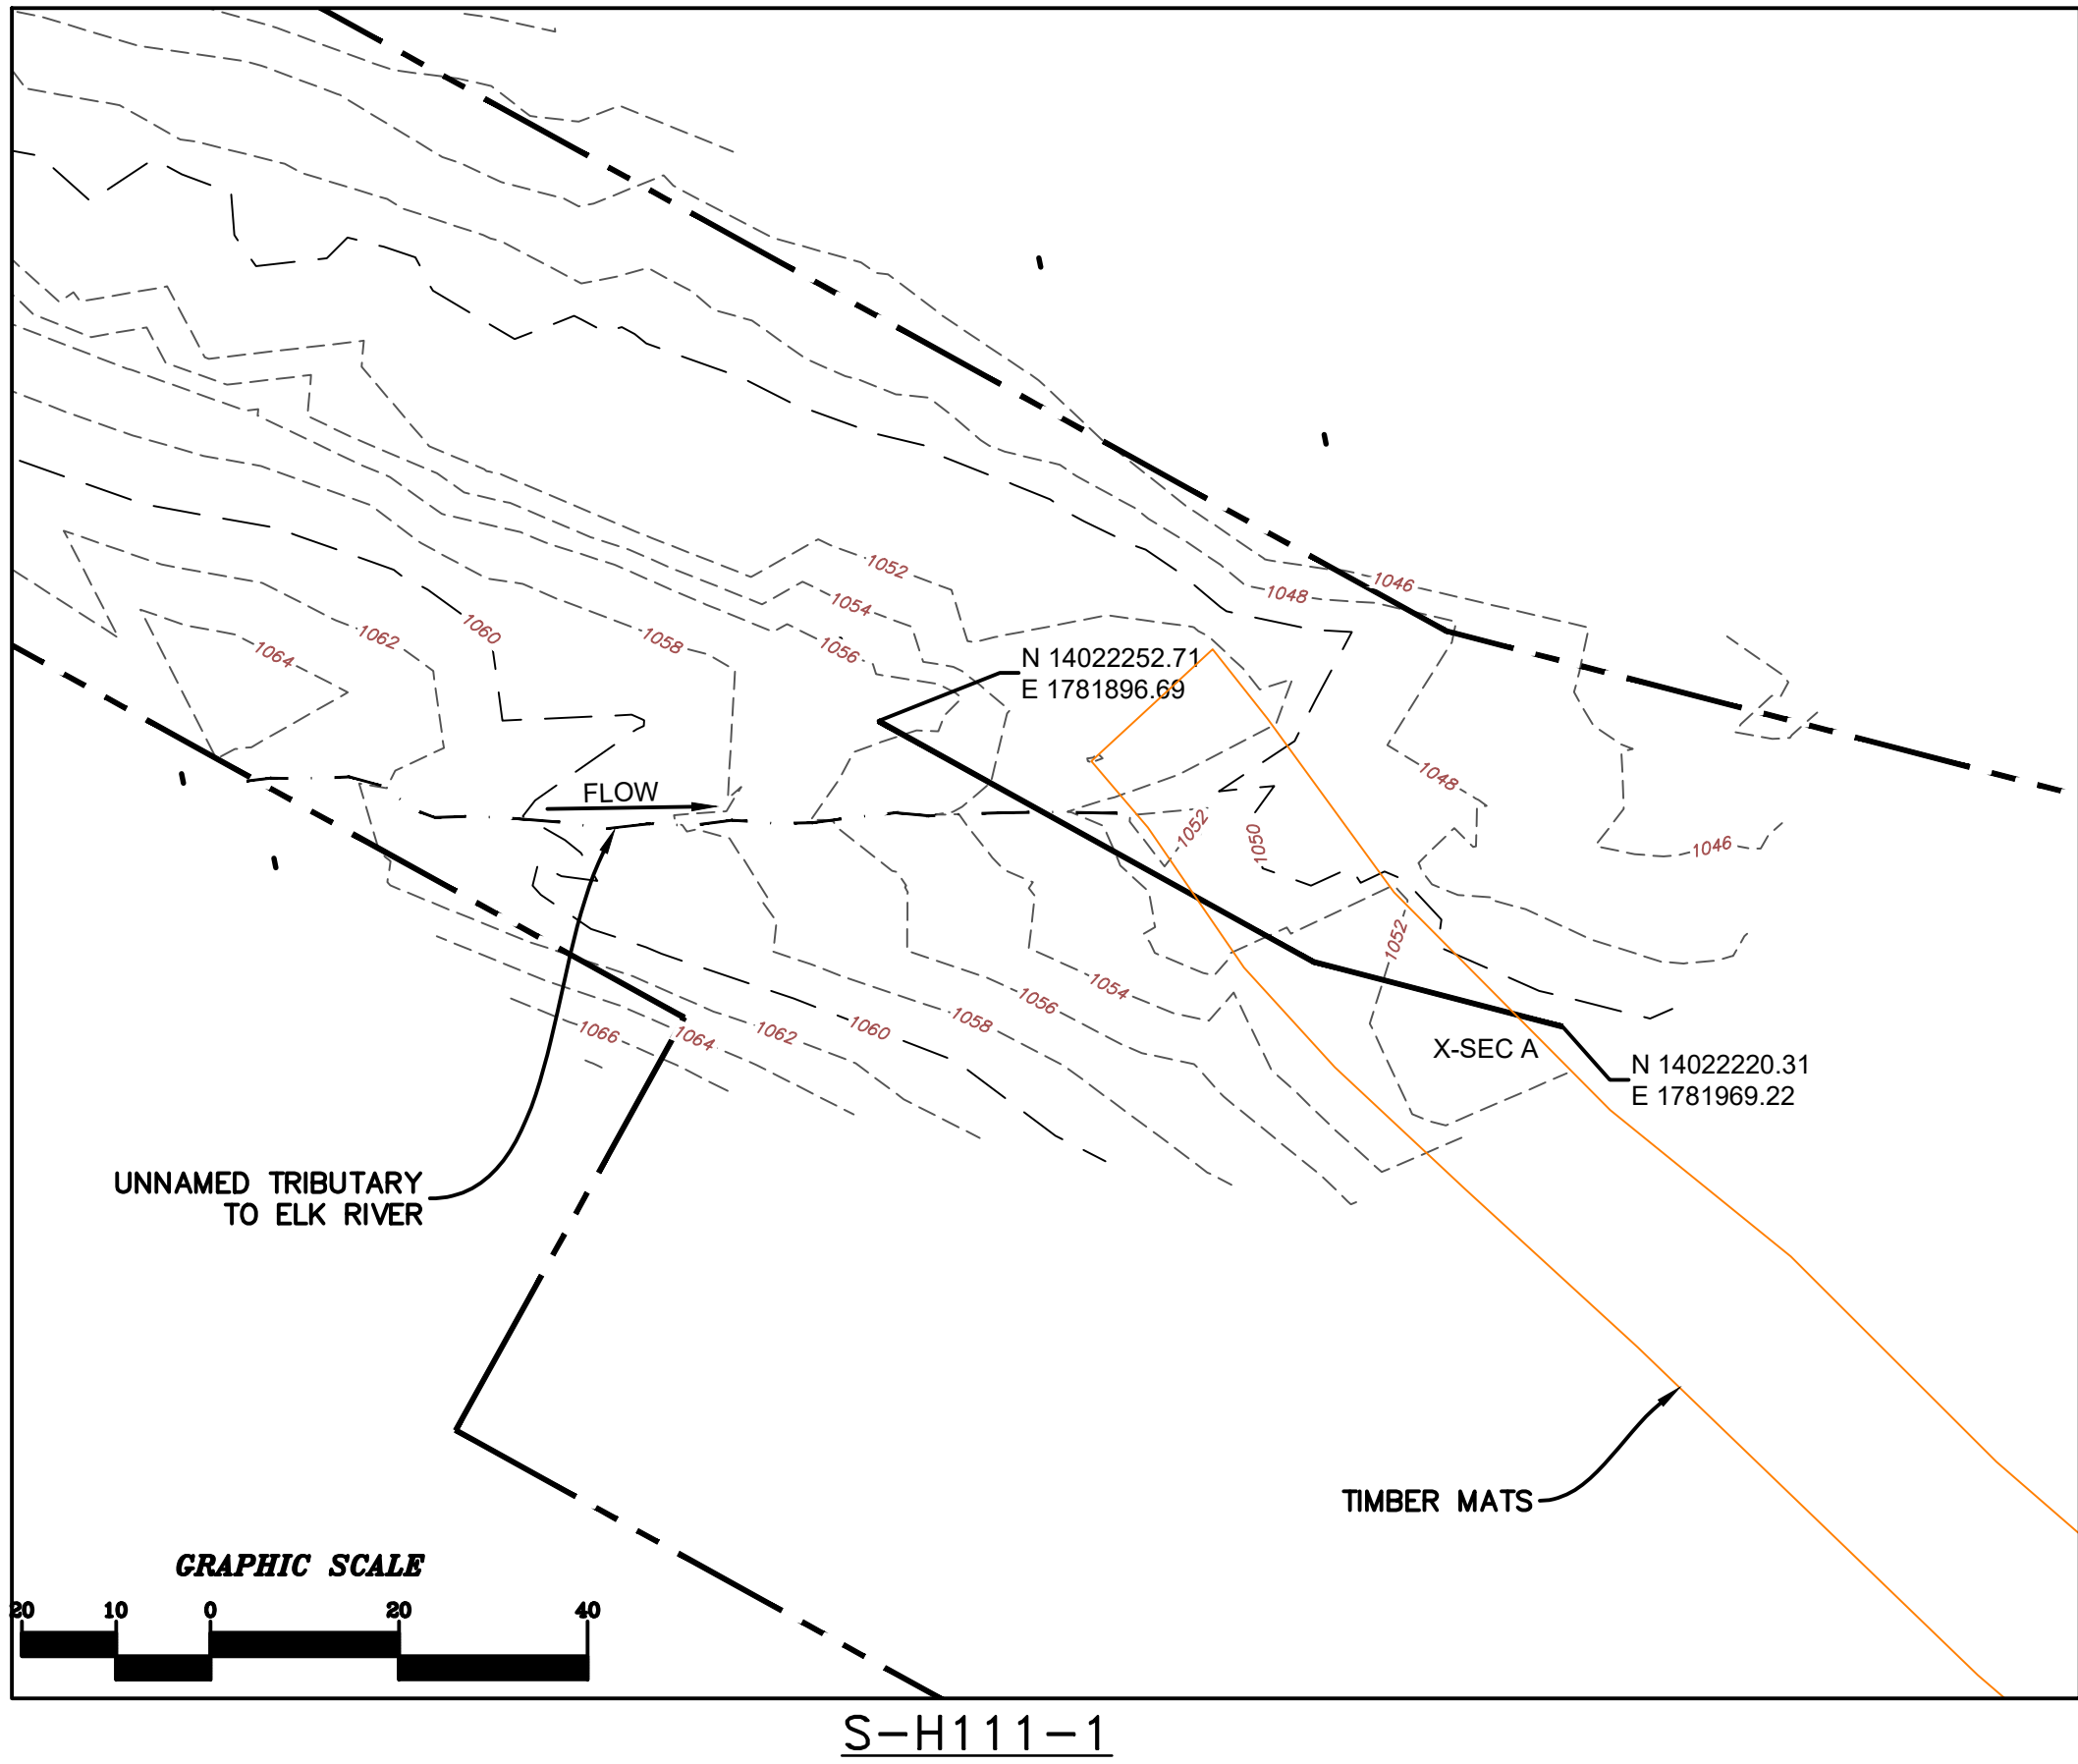 1052
1046
1048
1054
1060
1062
1058
1056
1064
N 14022252.71
E 1781896.69
1048
FLOW
1052
1050
1046
1052
1054
1056
1058
1060
1062
1064
1066
X-SEC A
N 14022220.31
E 1781969.22
UNNAMED TRIBUTARY
TO ELK RIVER
TIMBER MATS
GRAPHIC SCALE
20 10 0 20 40
S-H111-1